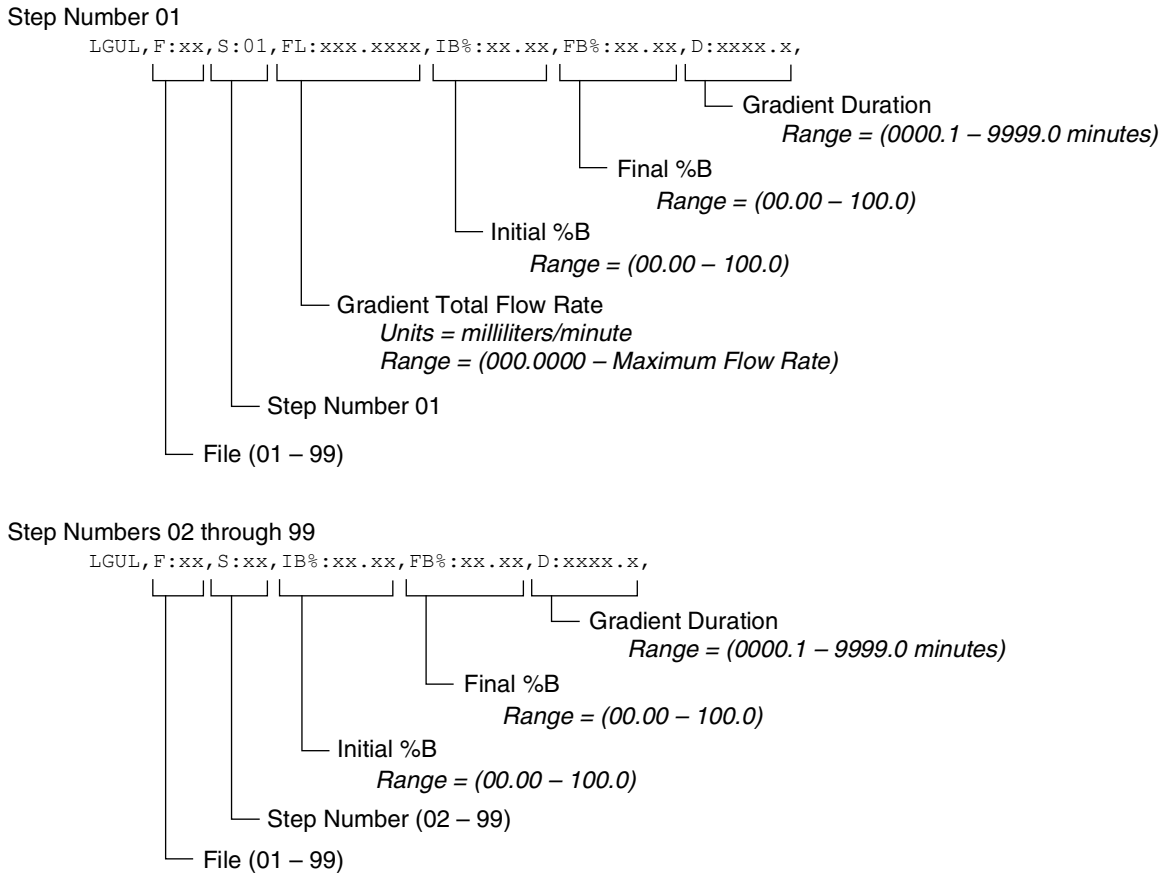 Step Number 01
LGUL,F:xx,S:01,FL:xxx.xxxx,IB%:xx.xx,FB%:xx.xx,D:xxxx.x,
Gradient Duration
Range = (0000.1 – 9999.0 minutes)
Final %B
Range = (00.00 – 100.0)
Initial %B
Range = (00.00 – 100.0)
Gradient Total Flow Rate
Units = milliliters/minute
Range = (000.0000 – Maximum Flow Rate)
Step Number 01
File (01 – 99)
Step Numbers 02 through 99
LGUL,F:xx,S:xx,IB%:xx.xx,FB%:xx.xx,D:xxxx.x,
Gradient Duration
Range = (0000.1 – 9999.0 minutes)
Final %B
Range = (00.00 – 100.0)
Initial %B
Range = (00.00 – 100.0)
Step Number (02 – 99)
File (01 – 99)